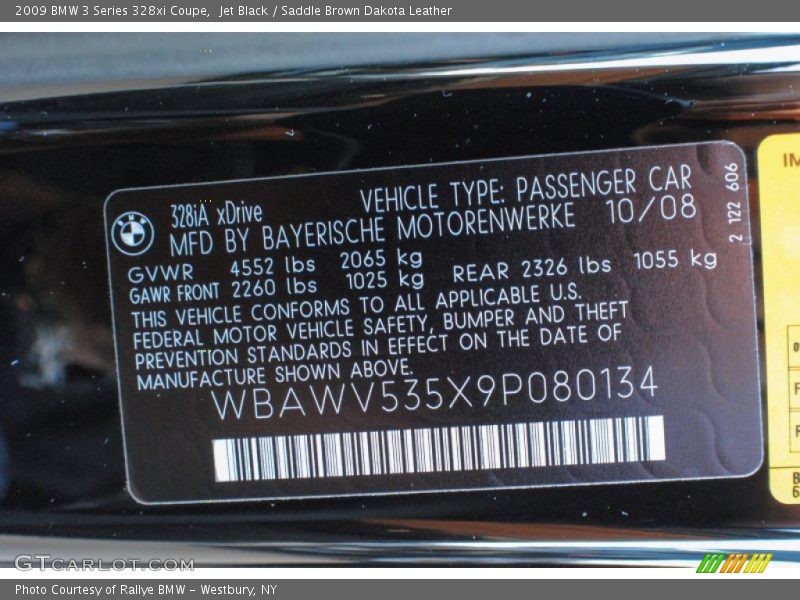 2009 BMW 3 Series 328xi Coupe, Jet Black / Saddle Brown Dakota Leather
328iA xDrive VEHICLE TYPE: PASSENGER CAR
MFD BY BAYERISCHE MOTORENWERKE 10/08
GVWR 4552 lbs 2065 kg
GAWR FRONT 2260 lbs 1025 kg REAR 2326 lbs 1055 kg
THIS VEHICLE CONFORMS TO ALL APPLICABLE U.S.
FEDERAL MOTOR VEHICLE SAFETY, BUMPER AND THEFT
PREVENTION STANDARDS IN EFFECT ON THE DATE OF
MANUFACTURE SHOWN ABOVE.
WBAWV535X9P080134
2 122 606
IM
GTCARLOT.COM
Photo Courtesy of Rallye BMW - Westbury, NY